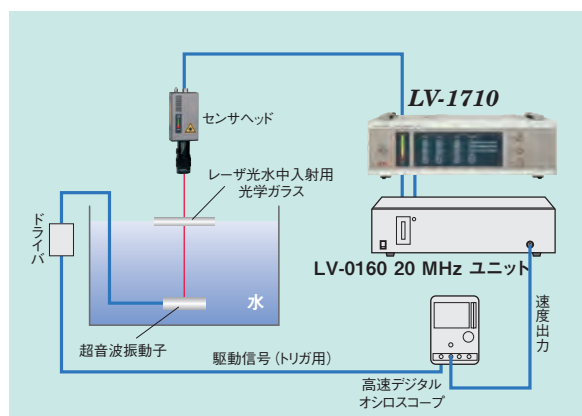 LV-1710
センサヘッド
レーザ光水中入射用
光学ガラス
ドライバ
LV-0160 20 MHz ユニット
水
速度出力
超音波振動子
駆動信号（トリガ用）
高速デジタル
オシロスコープ